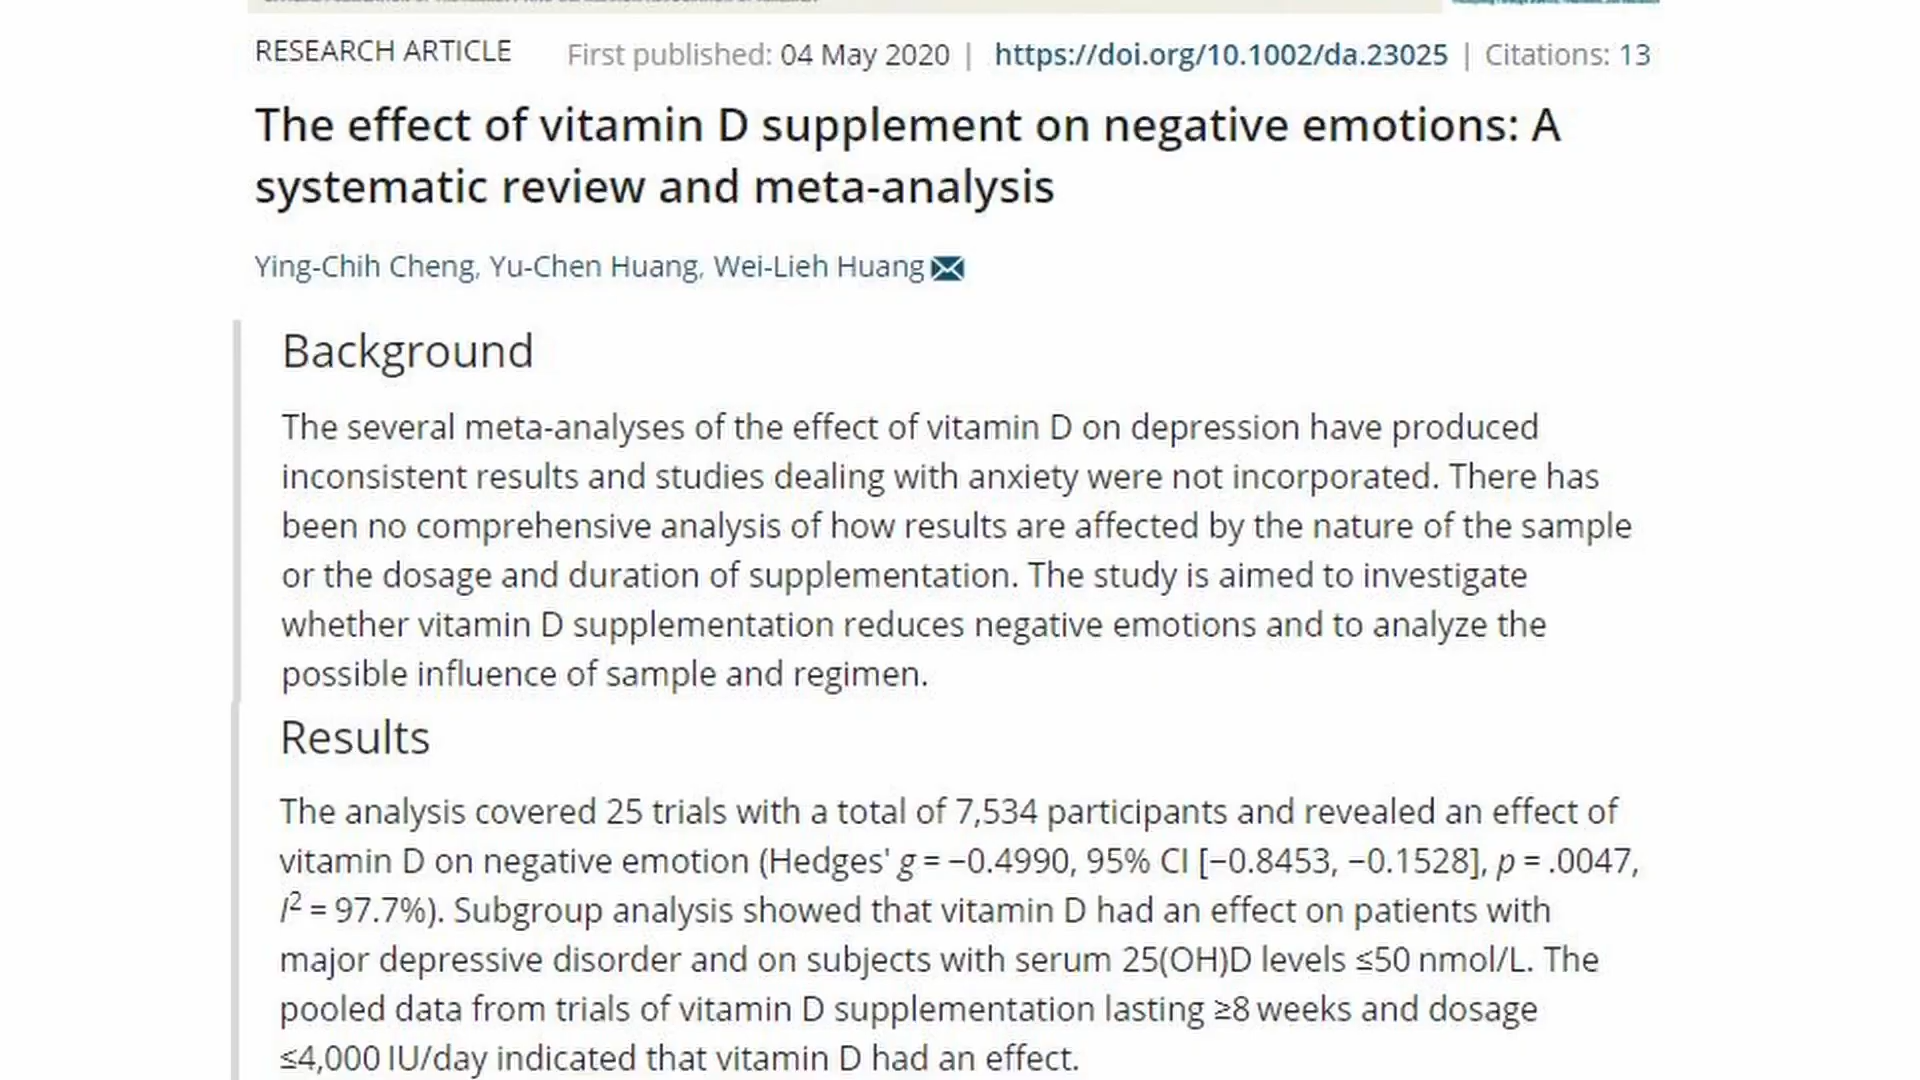 RESEARCH ARTICLE First published: 04 May 2020 | https://doi.org/10.1002/da.23025 | Citations: 13
The effect of vitamin D supplement on negative emotions: A
systematic review and meta-analysis
Ying-Chih Cheng, Yu-Chen Huang, Wei-Lieh Huang
Background
The several meta-analyses of the effect of vitamin D on depression have produced
inconsistent results and studies dealing with anxiety were not incorporated. There has
been no comprehensive analysis of how results are affected by the nature of the sample
or the dosage and duration of supplementation. The study is aimed to investigate
whether vitamin D supplementation reduces negative emotions and to analyze the
possible influence of sample and regimen.
Results
The analysis covered 25 trials with a total of 7,534 participants and revealed an effect of
vitamin D on negative emotion (Hedges' g = −0.4990, 95% CI [−0.8453, −0.1528], p = .0047,
I² = 97.7%). Subgroup analysis showed that vitamin D had an effect on patients with
major depressive disorder and on subjects with serum 25(OH)D levels ≤50 nmol/L. The
pooled data from trials of vitamin D supplementation lasting ≥8 weeks and dosage
≤4,000 IU/day indicated that vitamin D had an effect.